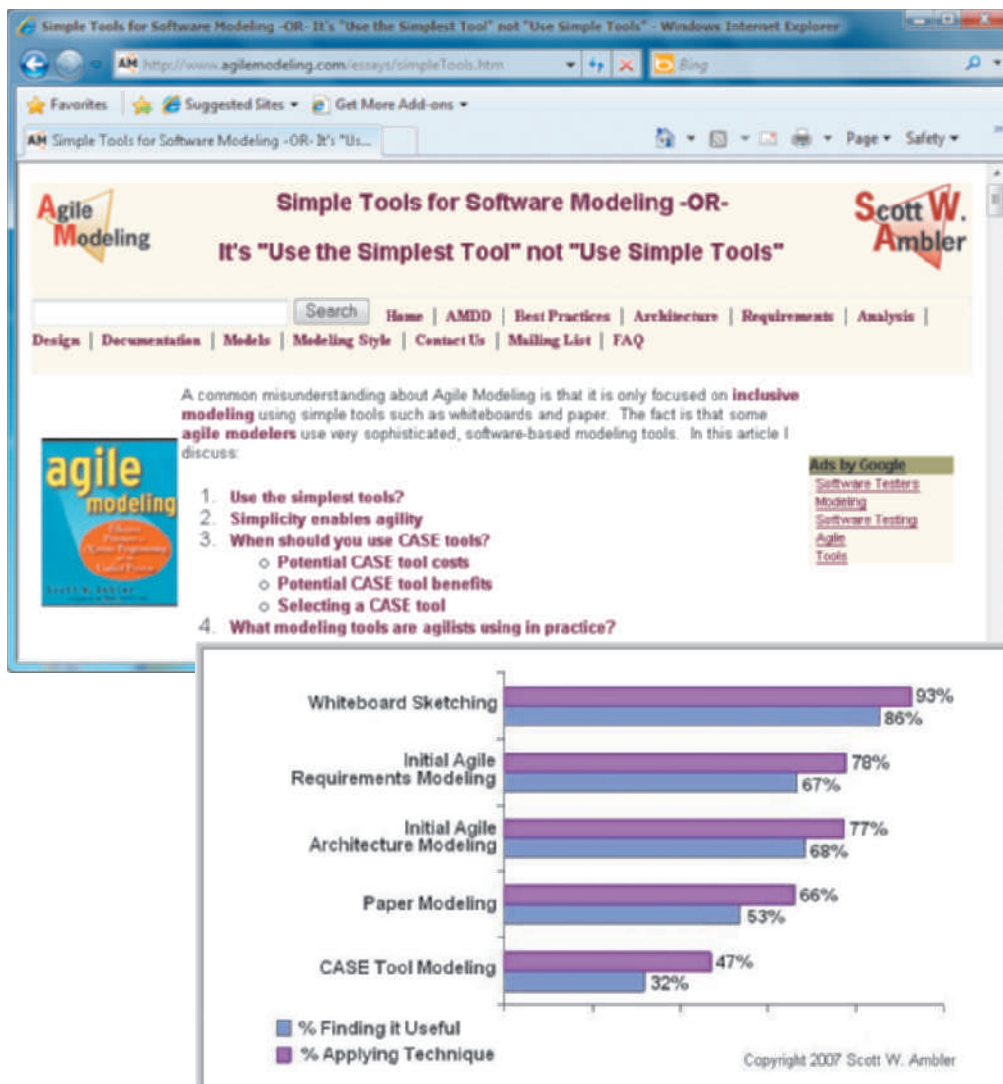 Simple Tools for Software Modeling -OR- It's "Use the Simplest Tool" not "Use Simple Tools" - Windows Internet Explorer
AM http://www.agilemodeling.com/essays/simpleTools.htm
Bing
Favorites Suggested Sites Get More Add-ons
AM Simple Tools for Software Modeling -OR- It's "Us...
Page Safety
Agile
Modeling
Simple Tools for Software Modeling -OR-
It's "Use the Simplest Tool" not "Use Simple Tools"
Scott W.
Ambler
Search Home | AMDD | Best Practices | Architecture | Requirements | Analysis |
Design | Documentation | Models | Modeling Style | Contact Us | Mailing List | FAQ
A common misunderstanding about Agile Modeling is that it is only focused on inclusive
modeling using simple tools such as whiteboards and paper. The fact is that some
agile modelers use very sophisticated, software-based modeling tools. In this article I
discuss:
agile
modeling
Scott W. Ambler
1. Use the simplest tools?
2. Simplicity enables agility
3. When should you use CASE tools?
Potential CASE tool costs
Potential CASE tool benefits
Selecting a CASE tool
4. What modeling tools are agilists using in practice?
Ads by Google
Software Testers
Modeling
Software Testing
Agile
Tools
Whiteboard Sketching
93%
86%
Initial Agile
Requirements Modeling
78%
67%
Initial Agile
Architecture Modeling
77%
68%
Paper Modeling
66%
53%
CASE Tool Modeling
47%
32%
% Finding it Useful
% Applying Technique
Copyright 2007 Scott W. Ambler